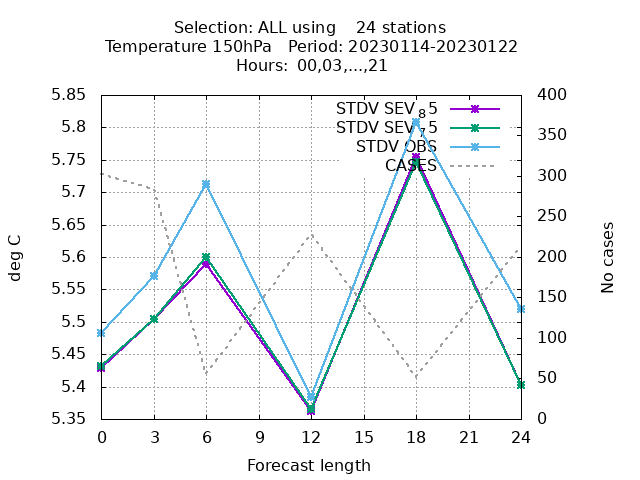 Selection: ALL using    24 stations
Temperature 150hPa   Period: 20230114-20230122
Hours: 00,03,...,21
STDV SEV₈5
STDV SEV₇5
STDV OBS
CASES
5.85
5.8
5.75
5.7
5.65
5.6
5.55
5.5
5.45
5.4
5.35
400
350
300
250
200
150
100
50
0
deg C
No cases
0 3 6 9 12 15 18 21 24
Forecast length